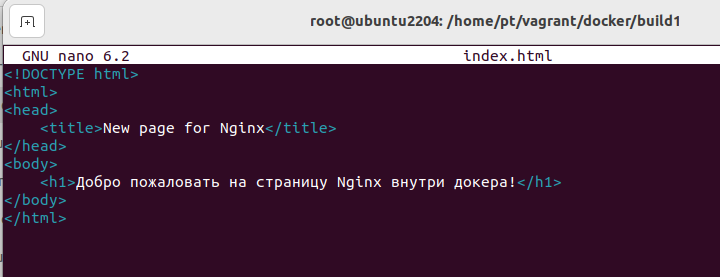 root@ubuntu2204: /home/pt/vagrant/docker/build1
GNU nano 6.2 index.html
<!DOCTYPE html>
<html>
<head>
    <title>New page for Nginx</title>
</head>
<body>
    <h1>Добро пожаловать на страницу Nginx внутри докера!</h1>
</body>
</html>